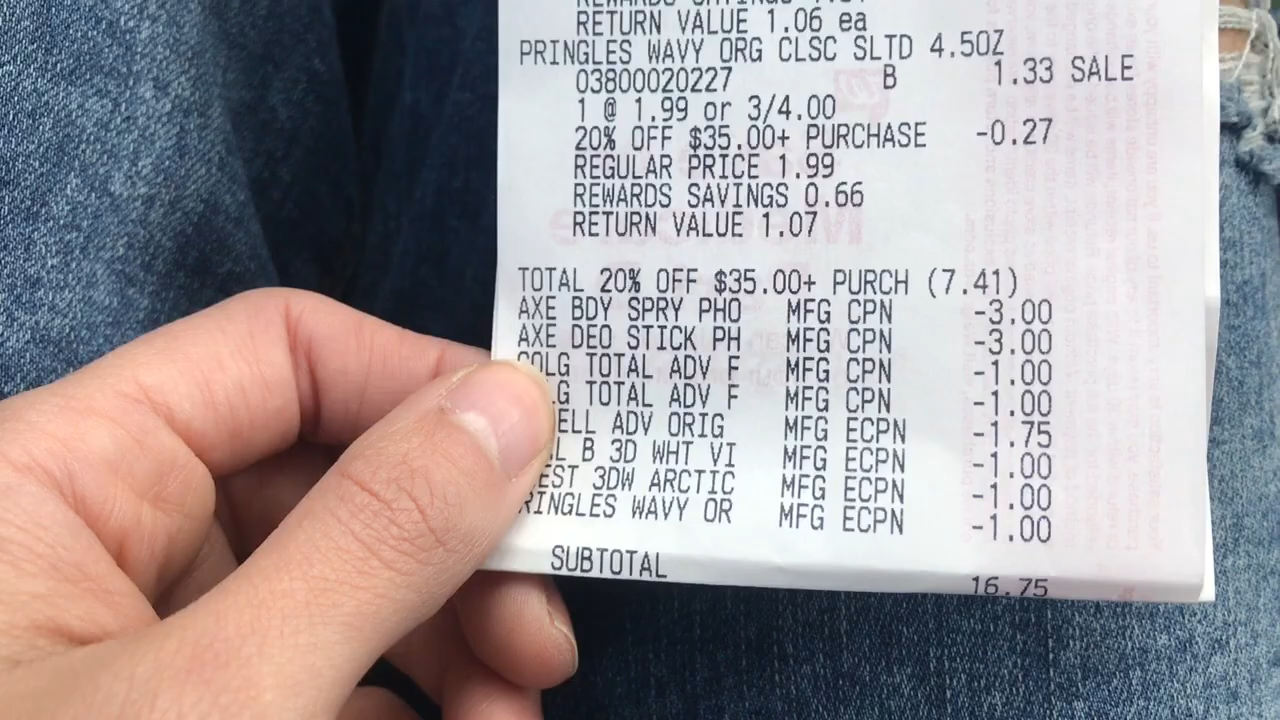 RETURN VALUE 1.06 ea
PRINGLES WAVY ORG CLSC SLTD 4.5OZ
03800020227 B 1.33 SALE
1 @ 1.99 or 3/4.00
20% OFF $35.00+ PURCHASE -0.27
REGULAR PRICE 1.99
REWARDS SAVINGS 0.66
RETURN VALUE 1.07
TOTAL 20% OFF $35.00+ PURCH (7.41)
AXE BDY SPRY PHO MFG CPN -3.00
AXE DEO STICK PH MFG CPN -3.00
COLG TOTAL ADV F MFG CPN -1.00
LG TOTAL ADV F MFG CPN -1.00
ELL ADV ORIG MFG ECPN -1.75
L B 3D WHT VI MFG ECPN -1.00
EST 3DW ARCTIC MFG ECPN -1.00
RINGLES WAVY OR MFG ECPN -1.00
SUBTOTAL 16.75